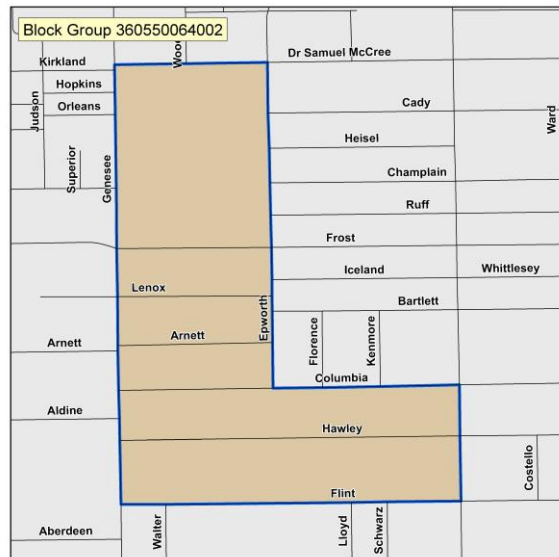 Block Group 360550064002
Wood
Dr Samuel McCree
Kirkland
Hopkins
Orleans
Judson
Superior
Genesee
Cady
Ward
Heisel
Champlain
Ruff
Frost
Iceland
Whittlesey
Lenox
Bartlett
Epworth
Arnett
Arnett
Florence
Kenmore
Columbia
Aldine
Hawley
Costello
Flint
Aberdeen
Walter
Lloyd
Schwarz